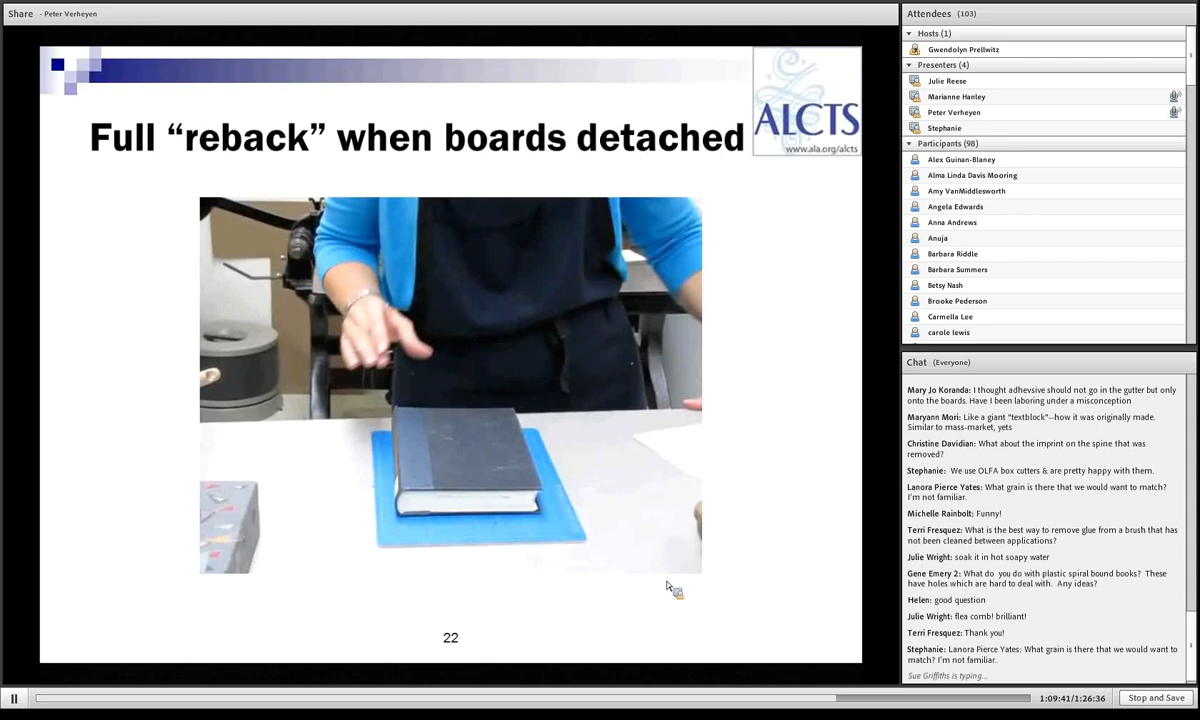 Share - Peter Verheyen
Full “reback” when boards detached
ALCTS
www.ala.org/alcts
22
Attendees (103)
Hosts (1)
Gwendolyn Prellwitz
Presenters (4)
Julie Reese
Marianne Hanley
Peter Verheyen
Stephanie
Participants (98)
Alex Guinan-Blaney
Alma Linda Davis Mooring
Amy VanMiddlesworth
Angela Edwards
Anna Andrews
Anuja
Barbara Riddle
Barbara Summers
Betsy Nash
Brooke Pederson
Carmella Lee
carole lewis
Chat (Everyone)
Mary Jo Koranda: I thought adhevsive should not go in the gutter but only
onto the boards. Have I been laboring under a misconception
Maryann Mori: Like a giant "textblock"--how it was originally made.
Similar to mass-market, yets
Christine Davidian: What about the imprint on the spine that was
removed?
Stephanie: We use OLFA box cutters & are pretty happy with them.
Lanora Pierce Yates: What grain is there that we would want to match?
I'm not familiar.
Michelle Rainbolt: Funny!
Terri Fresquez: What is the best way to remove glue from a brush that has
not been cleaned between applications?
Julie Wright: soak it in hot soapy water
Gene Emery 2: What do you do with plastic spiral bound books? These
have holes which are hard to deal with. Any ideas?
Helen: good question
Julie Wright: flea comb! brilliant!
Terri Fresquez: Thank you!
Stephanie: Lanora Pierce Yates: What grain is there that we would want to
match? I'm not familiar.
Sue Griffiths is typing...
1:09:41/1:26:36
Stop and Save